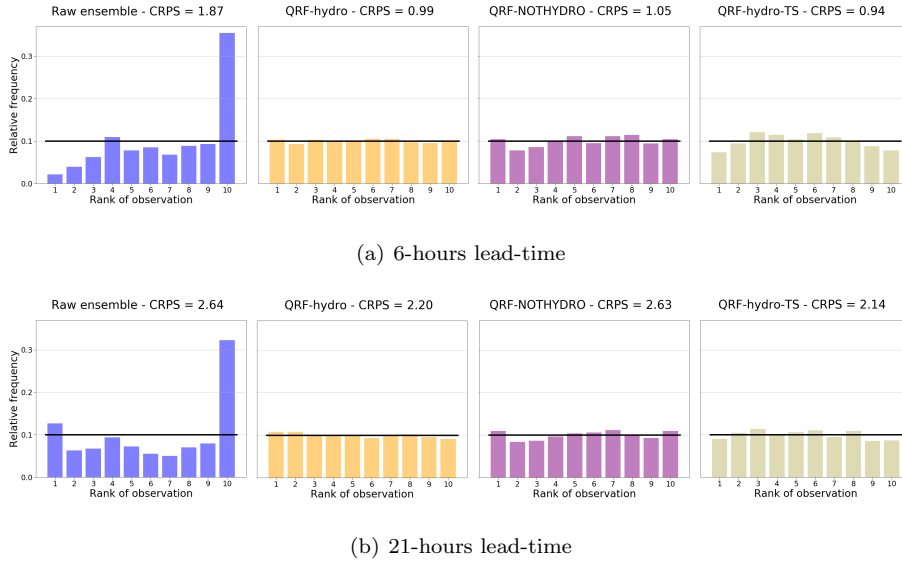 Raw ensemble - CRPS = 1.87 QRF-hydro - CRPS = 0.99 QRF-NOTHYDRO - CRPS = 1.05 QRF-hydro-TS - CRPS = 0.94
Relative frequency
0.3
0.2
0.1
0.0
1 2 3 4 5 6 7 8 9 10 1 2 3 4 5 6 7 8 9 10 1 2 3 4 5 6 7 8 9 10 1 2 3 4 5 6 7 8 9 10
Rank of observation Rank of observation Rank of observation Rank of observation
(a) 6-hours lead-time
Raw ensemble - CRPS = 2.64 QRF-hydro - CRPS = 2.20 QRF-NOTHYDRO - CRPS = 2.63 QRF-hydro-TS - CRPS = 2.14
Relative frequency
0.3
0.2
0.1
0.0
1 2 3 4 5 6 7 8 9 10 1 2 3 4 5 6 7 8 9 10 1 2 3 4 5 6 7 8 9 10 1 2 3 4 5 6 7 8 9 10
Rank of observation Rank of observation Rank of observation Rank of observation
(b) 21-hours lead-time